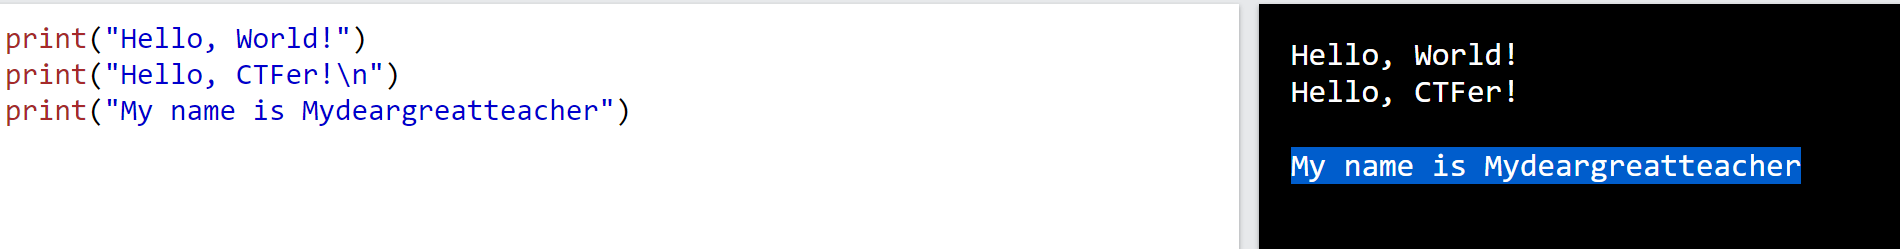 print("Hello, World!")
print("Hello, CTFer!\n")
print("My name is Mydeargreatteacher")
Hello, World!
Hello, CTFer!
My name is Mydeargreatteacher